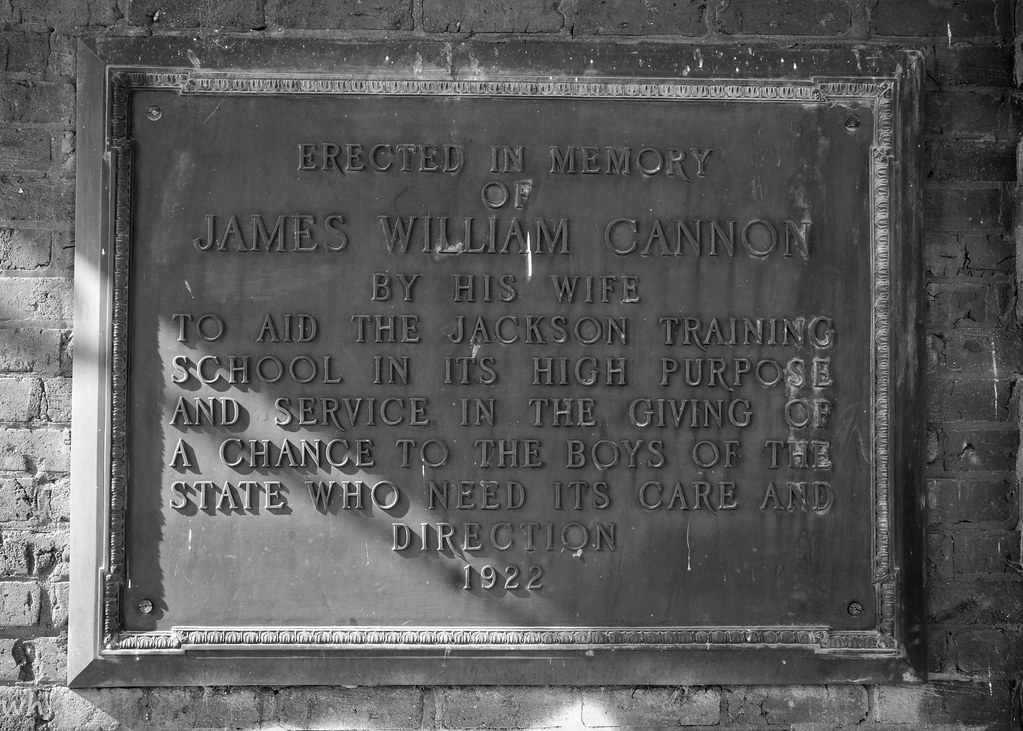 ERECTED IN MEMORY
OF
JAMES WILLIAM CANNON
BY HIS WIFE
TO AID THE JACKSON TRAINING
SCHOOL IN ITS HIGH PURPOSE
AND SERVICE IN THE GIVING OF
A CHANCE TO THE BOYS OF THE
STATE WHO NEED ITS CARE AND
DIRECTION
1922
wh